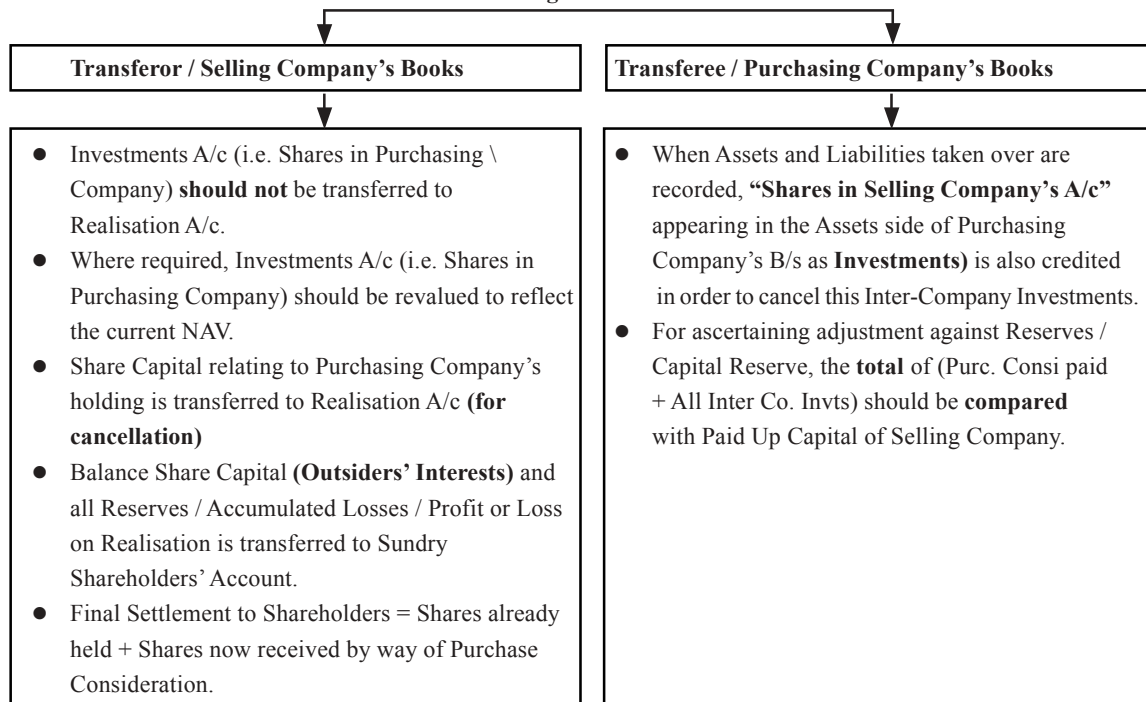 Transferor / Selling Company’s Books
● Investments A/c (i.e. Shares in Purchasing \
Company) should not be transferred to
Realisation A/c.
● Where required, Investments A/c (i.e. Shares in
Purchasing Company) should be revalued to reflect
the current NAV.
● Share Capital relating to Purchasing Company’s
holding is transferred to Realisation A/c (for
cancellation)
● Balance Share Capital (Outsiders’ Interests) and
all Reserves / Accumulated Losses / Profit or Loss
on Realisation is transferred to Sundry
Shareholders’ Account.
● Final Settlement to Shareholders = Shares already
held + Shares now received by way of Purchase
Consideration.
Transferee / Purchasing Company’s Books
● When Assets and Liabilities taken over are
recorded, “Shares in Selling Company’s A/c”
appearing in the Assets side of Purchasing
Company’s B/s as Investments) is also credited
in order to cancel this Inter-Company Investments.
● For ascertaining adjustment against Reserves /
Capital Reserve, the total of (Purc. Consi paid
+ All Inter Co. Invts) should be compared
with Paid Up Capital of Selling Company.